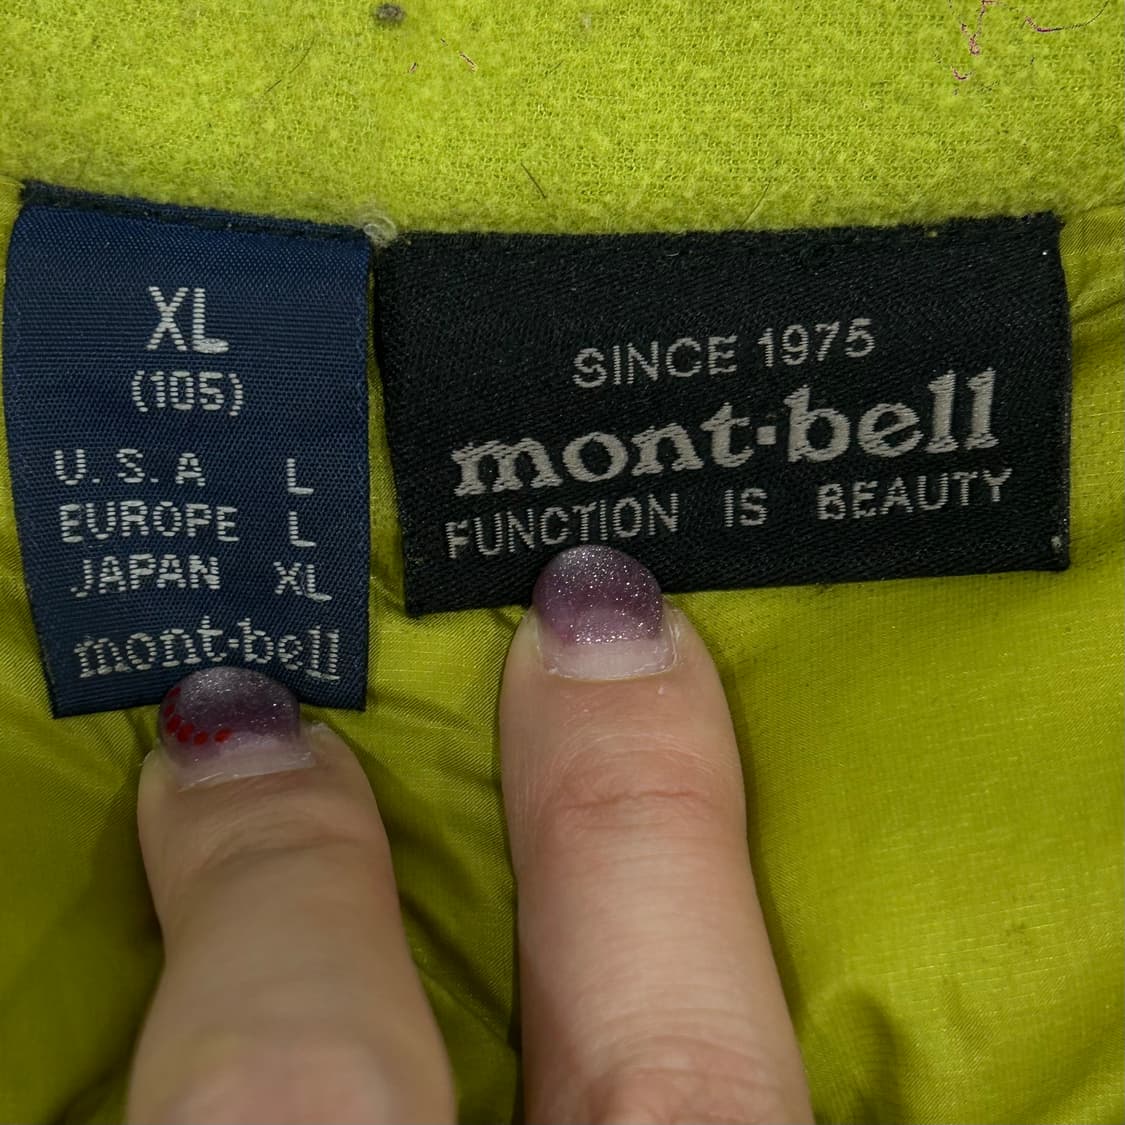 XL
(105)
U.S.A L
EUROPE L
JAPAN XL
mont·bell
SINCE 1975
mont·bell
FUNCTION IS BEAUTY